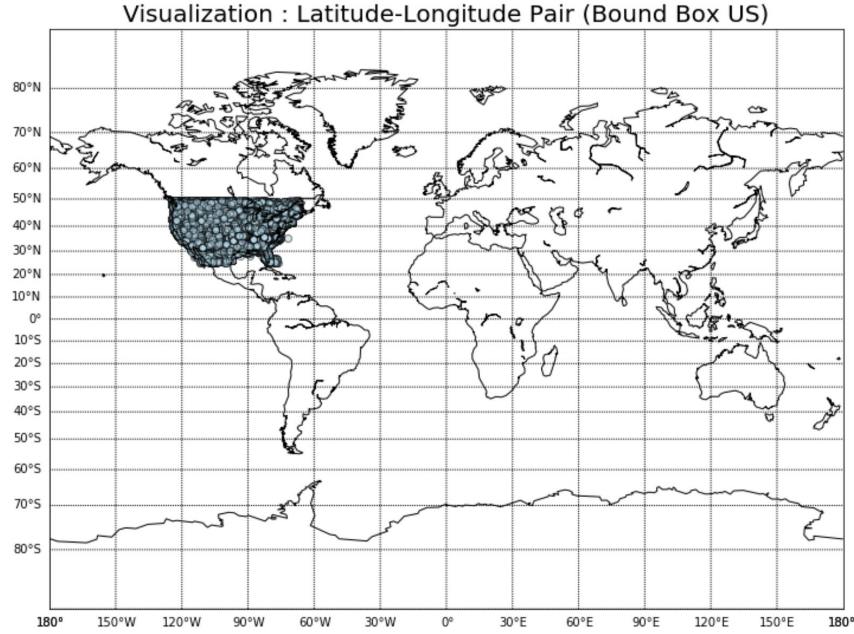 Visualization : Latitude-Longitude Pair (Bound Box US)
80°N
70°N
60°N
50°N
40°N
30°N
20°N
10°N
0°
10°S
20°S
30°S
40°S
50°S
60°S
70°S
80°S
180° 150°W 120°W 90°W 60°W 30°W 0° 30°E 60°E 90°E 120°E 150°E 180°